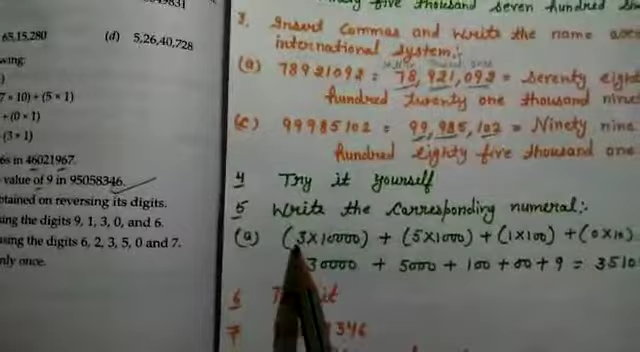 65,15,280
(d) 5,26,40,728
wing:
7 × 10) + (5 × 1)
+ (0 × 1)
(3 × 1)
6s in 46021967.
value of 9 in 95058346.
btained on reversing its digits.
sing the digits 9, 1, 3, 0, and 6.
using the digits 6, 2, 3, 5, 0 and 7.
nly once.
five thousand seven hundred
3. Insert Commas and write the name
international system:
(a) 78921092 = 78,921,092 = Seventy eigh
hundred twenty one thousand nine
(c) 99985102 = 99,985,102 = Ninety nine
hundred eighty five thousand one
4 Try it yourself
5 Write the corresponding numeral:
(a) (3×10000) + (5×1000) + (1×100) + (0×10)
30000 + 5000 + 100 + 00 + 9 = 3510
6 it
7 346